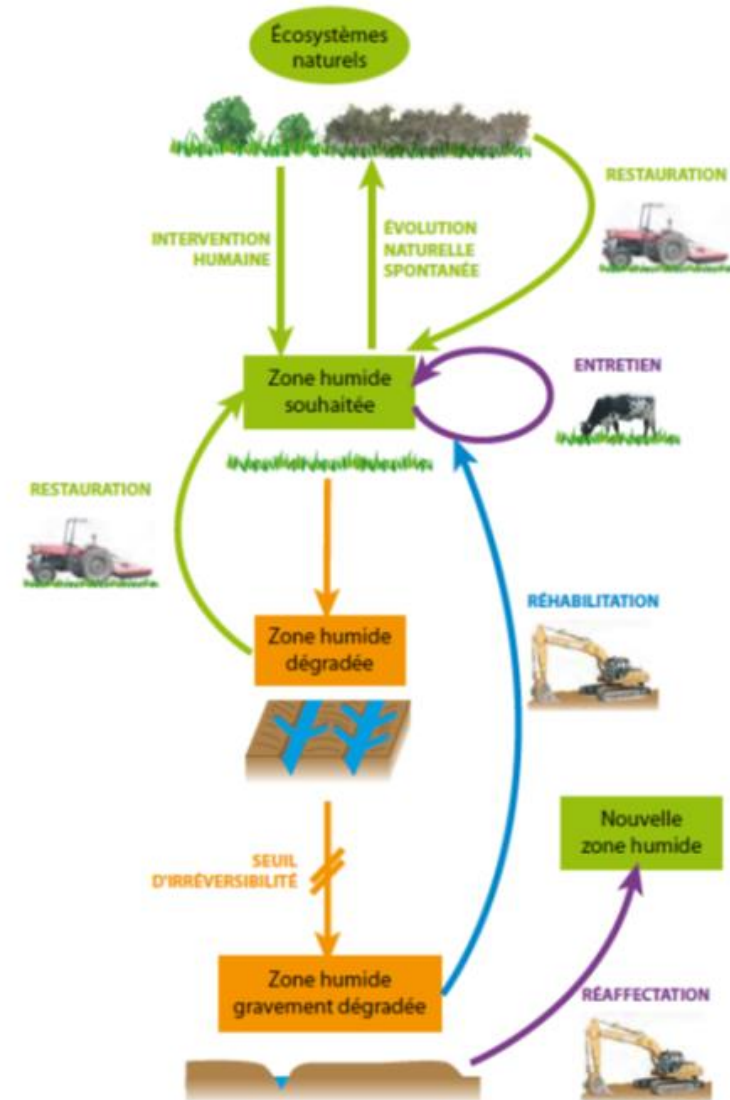 Écosystèmes
naturels
RESTAURATION
INTERVENTION
HUMAINE
ÉVOLUTION
NATURELLE
SPONTANÉE
Zone humide
souhaitée
ENTRETIEN
RESTAURATION
RÉHABILITATION
Zone humide
dégradée
Nouvelle
zone humide
SEUIL
D'IRRÉVERSIBILITÉ
Zone humide
gravement dégradée
RÉAFFECTATION